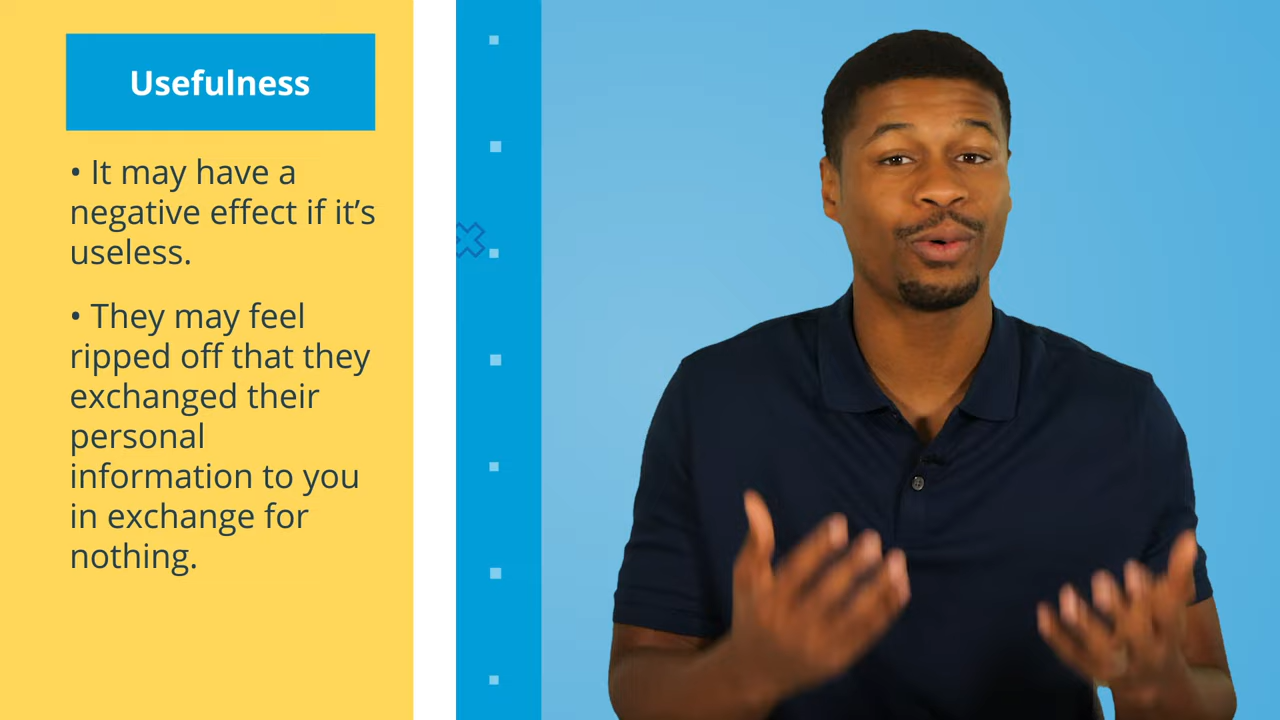 Usefulness
• It may have a
negative effect if it’s
useless.
• They may feel
ripped off that they
exchanged their
personal
information to you
in exchange for
nothing.